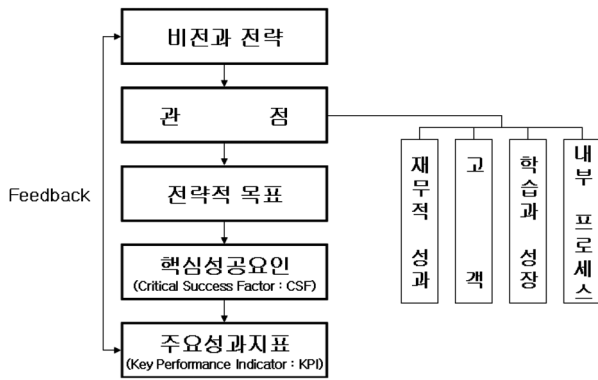 비전과 전략
관 점
전략적 목표
핵심성공요인
(Critical Success Factor : CSF)
주요성과지표
(Key Performance Indicator : KPI)
Feedback
재무적 성과
고 객
학습과 성장
내부 프로세스